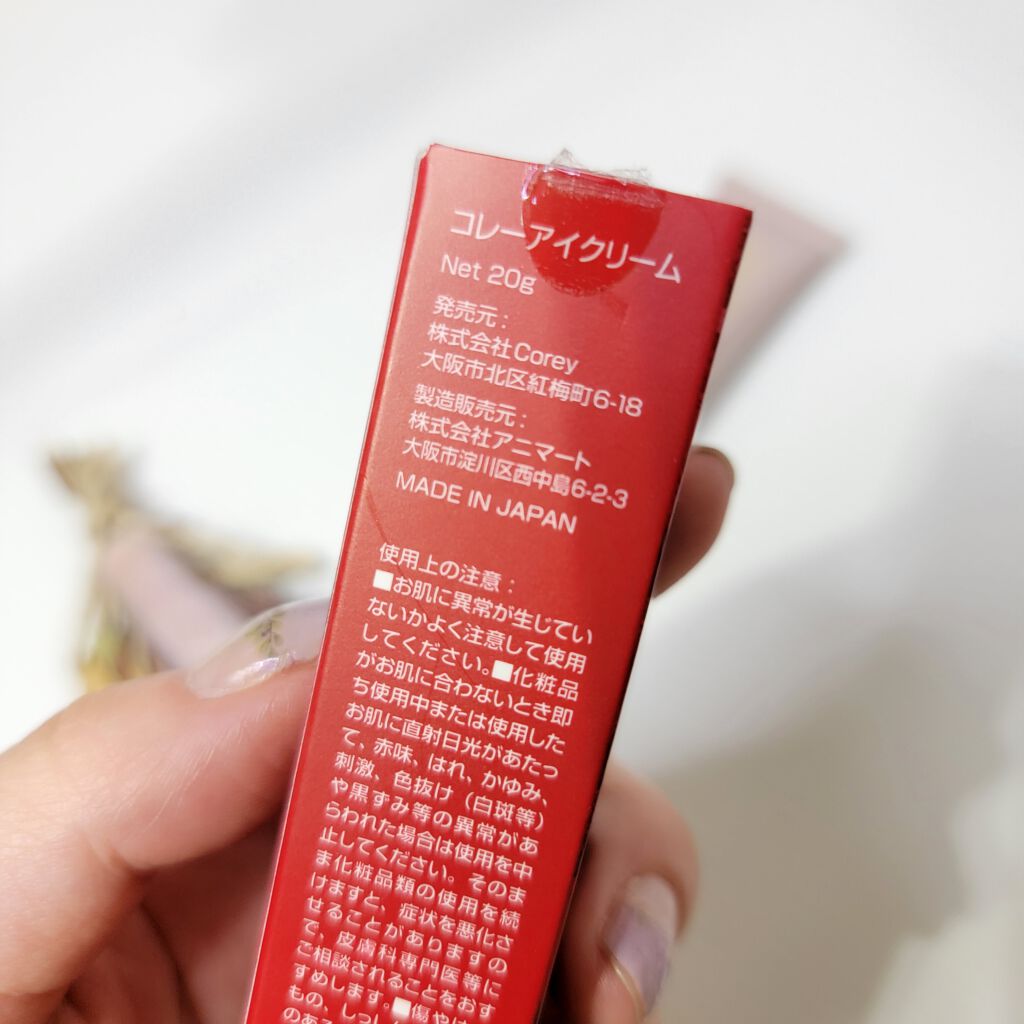 コレーアイクリーム
Net 20g
発売元：
株式会社Corey
大阪市北区紅梅町6-18
製造販売元：
株式会社アニマート
大阪市淀川区西中島6-2-3
MADE IN JAPAN
使用上の注意：
■お肌に異常が生じてい
ないかよく注意して使用
してください。■化粧品
がお肌に合わないとき即
ち使用中または使用した
お肌に直射日光があたっ
て、赤味、はれ、かゆみ、
刺激、色抜け（白斑等）
や黒ずみ等の異常があ
らわれた場合は使用を中
止してください。そのま
ま化粧品類の使用を続
けますと、症状を悪化さ
せることがありますの
で、皮膚科専門医等に
ご相談されることをおす
すめします。■傷やは
もの、しっし
のある